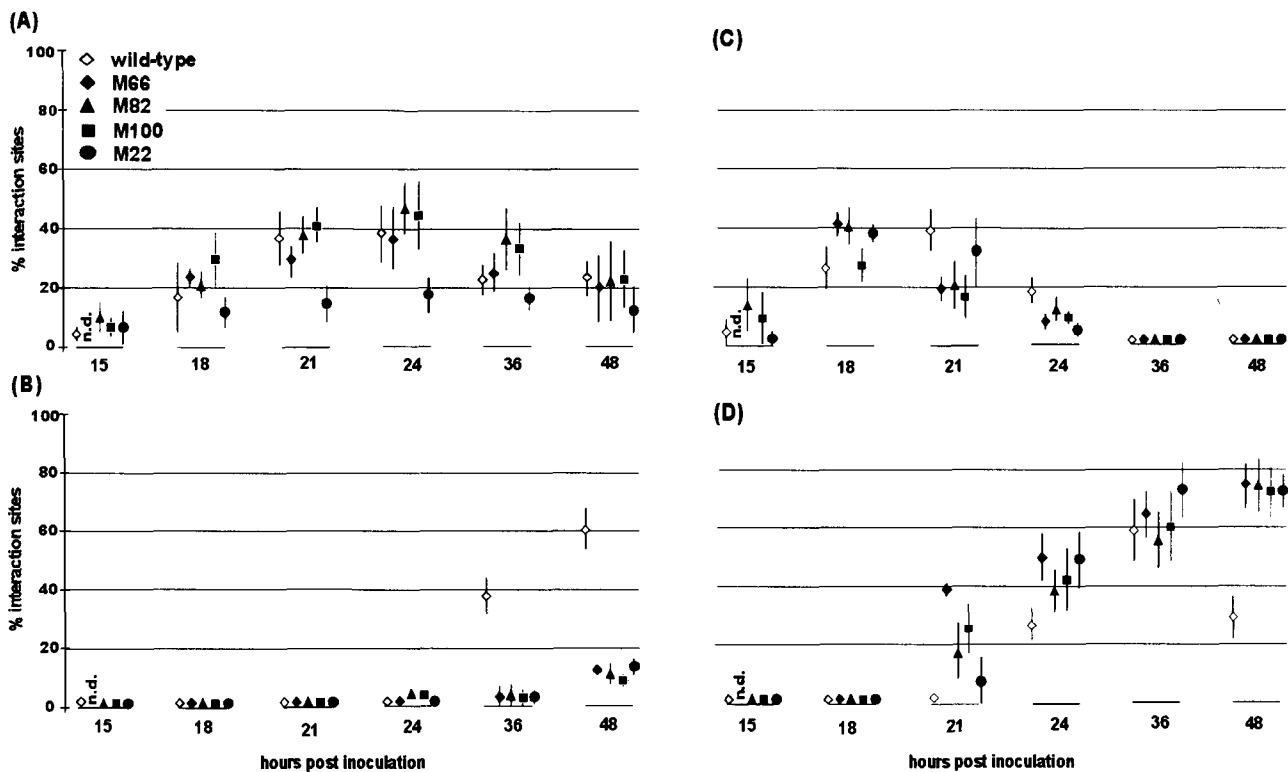 (A)
100
80
60
40
20
0
% interaction sites
wild-type
M66
M82
M100
M22
n.d.
15 18 21 24 36 48
(B)
100
80
60
40
20
0
% interaction sites
n.d.
15 18 21 24 36 48
hours post inoculation
(C)
n.d.
15 18 21 24 36 48
(D)
n.d.
15 18 21 24 36 48
hours post inoculation